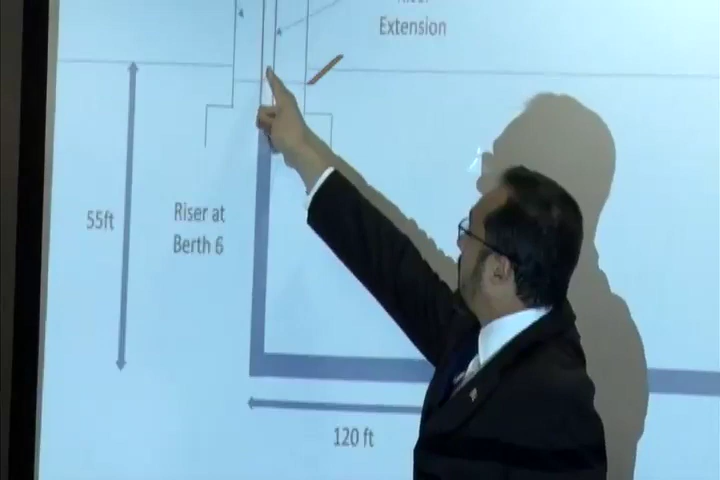 Extension
55ft
Riser at
Berth 6
120 ft